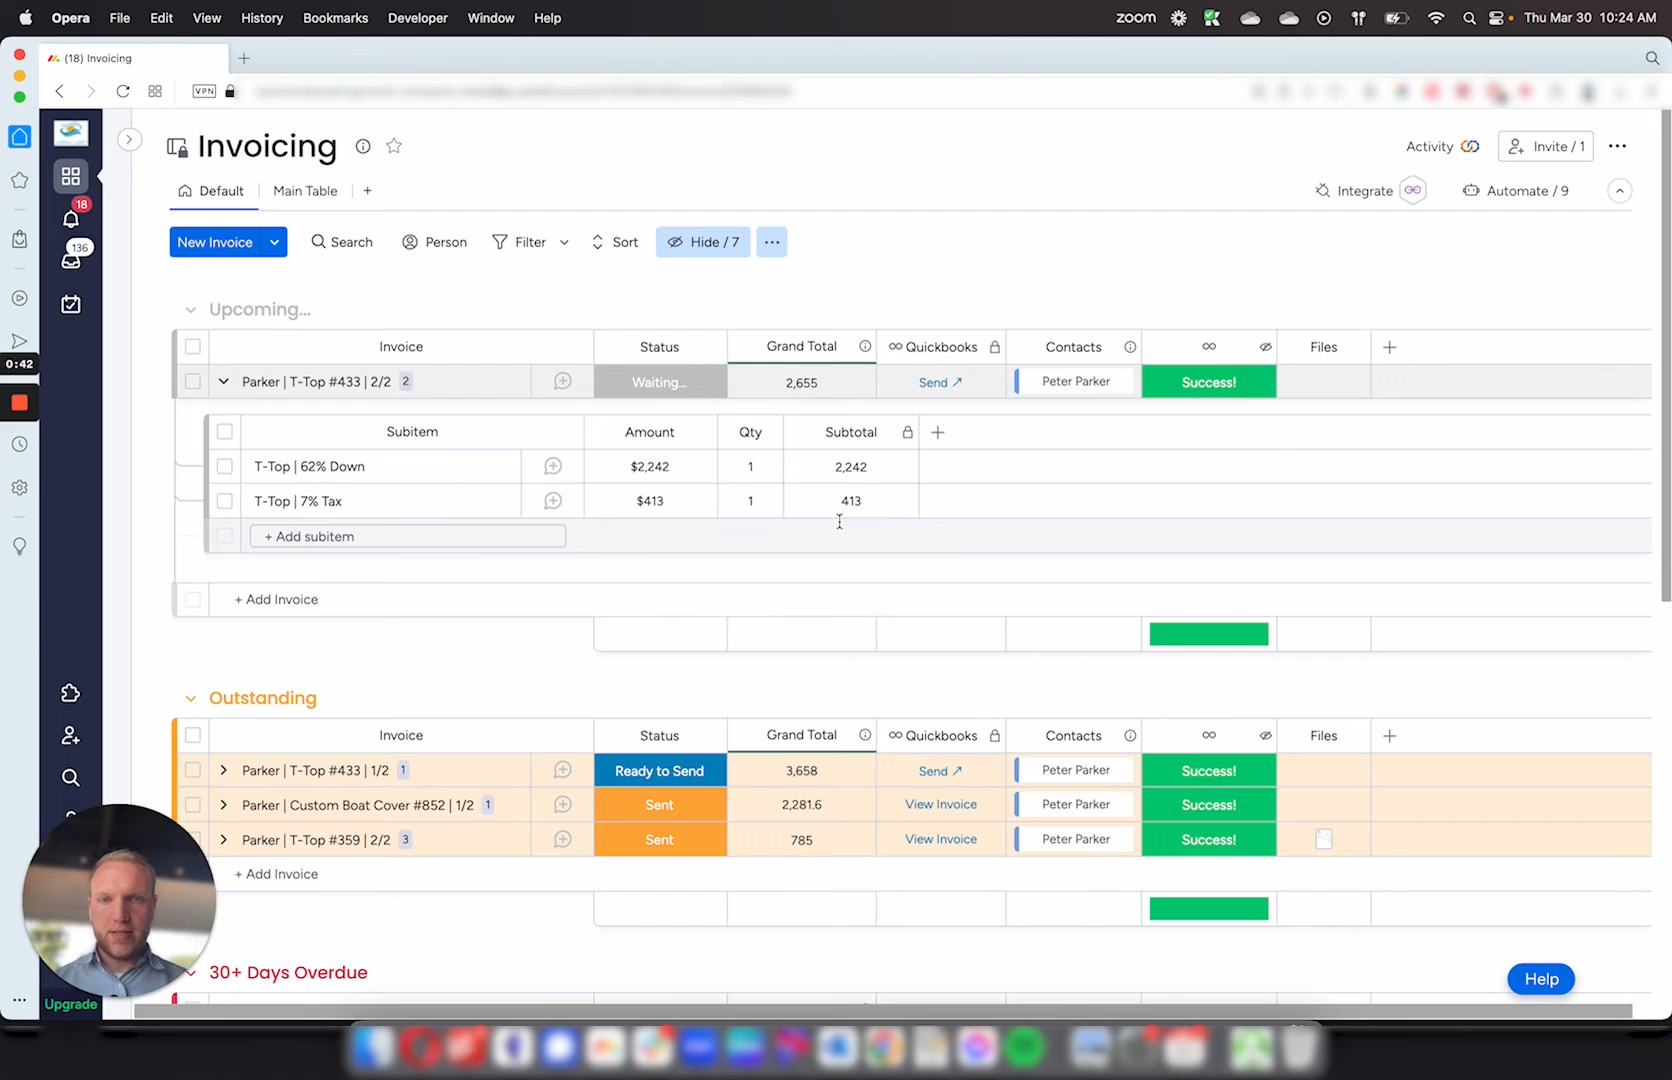 Opera File Edit View History Bookmarks Developer Window Help
zoom Thu Mar 30 10:24 AM
(18) Invoicing
VPN
Invoicing
Activity Invite / 1
Default Main Table +
Integrate Automate / 9
18
136
New Invoice Search Person Filter Sort Hide / 7
Upcoming...
Invoice Status Grand Total Quickbooks Contacts Files
0:42
Parker | T-Top #433 | 2/2 2 Waiting... 2,655 Send ↗ Peter Parker Success!
Subitem Amount Qty Subtotal
T-Top | 62% Down $2,242 1 2,242
T-Top | 7% Tax $413 1 413
+ Add subitem
+ Add Invoice
Outstanding
Invoice Status Grand Total Quickbooks Contacts Files
Parker | T-Top #433 | 1/2 1 Ready to Send 3,658 Send ↗ Peter Parker Success!
Parker | Custom Boat Cover #852 | 1/2 1 Sent 2,281.6 View Invoice Peter Parker Success!
Parker | T-Top #359 | 2/2 3 Sent 785 View Invoice Peter Parker Success!
+ Add Invoice
30+ Days Overdue
Help
Upgrade